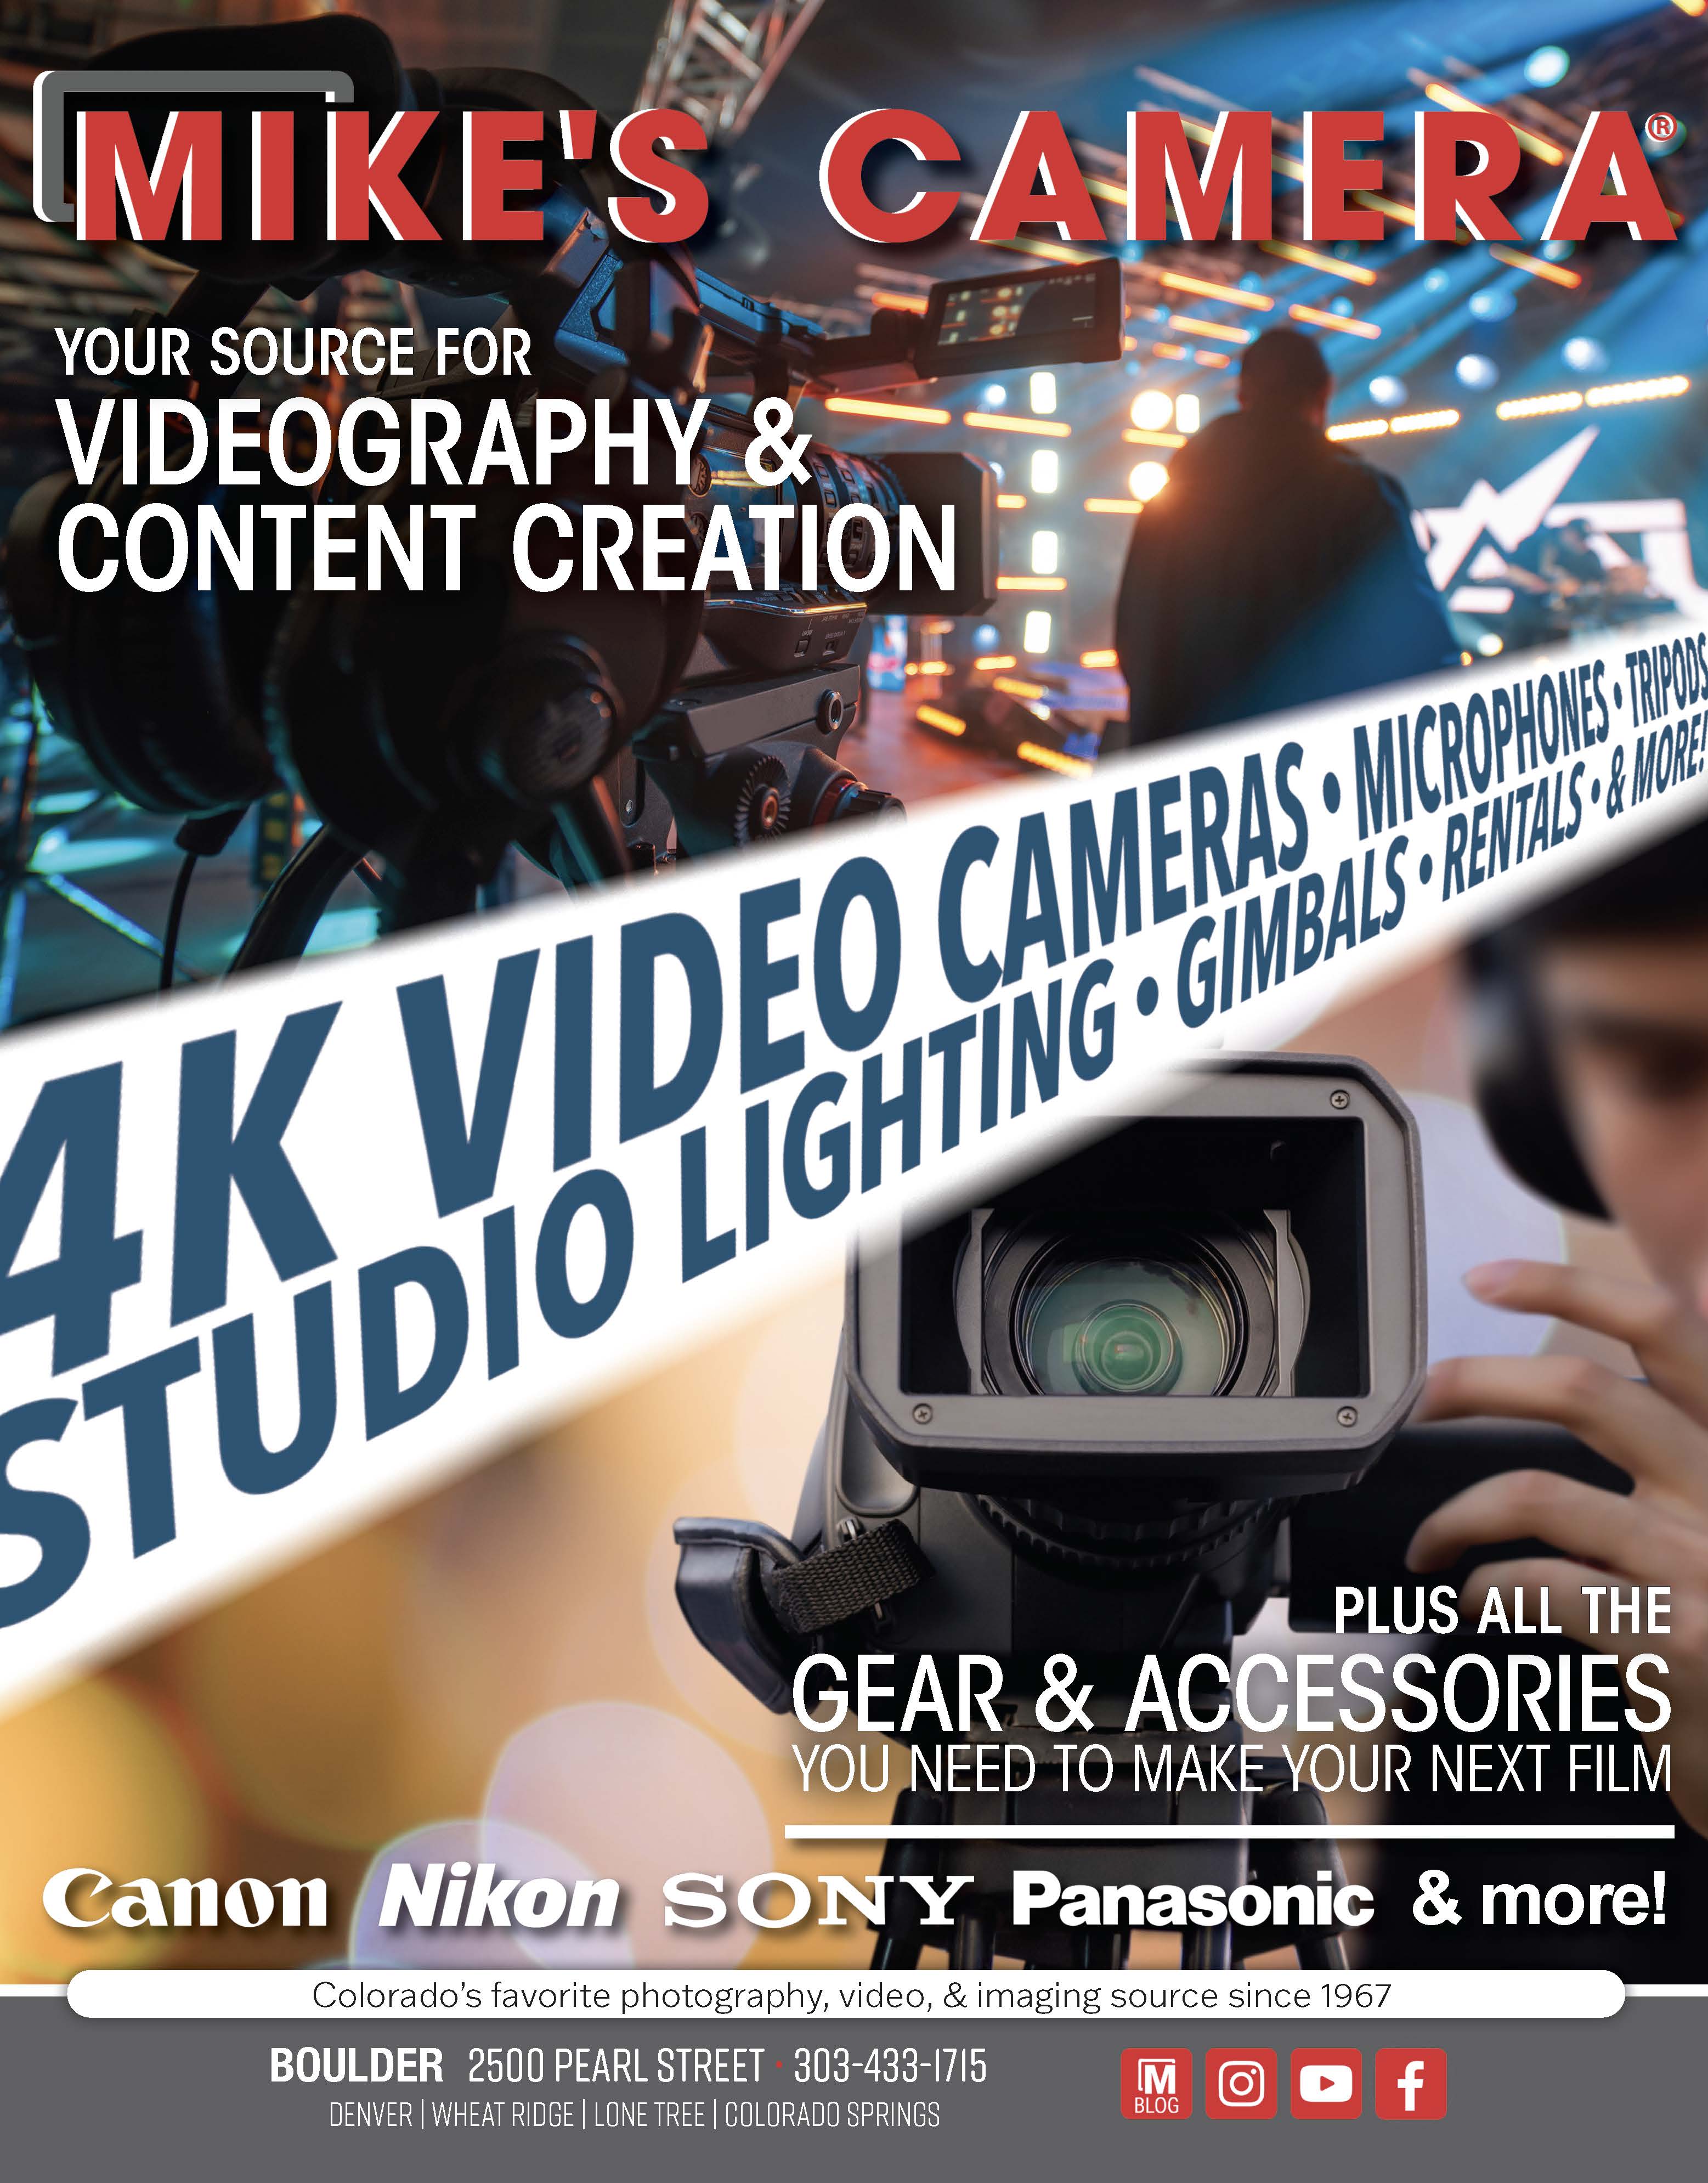 MIKE'S CAMERA®
YOUR SOURCE FOR
VIDEOGRAPHY &
CONTENT CREATION
4K VIDEO CAMERAS • MICROPHONES • TRIPODS
STUDIO LIGHTING • GIMBALS • RENTALS • & MORE!
PLUS ALL THE
GEAR & ACCESSORIES
YOU NEED TO MAKE YOUR NEXT FILM
Canon Nikon SONY Panasonic & more!
Colorado's favorite photography, video, & imaging source since 1967
BOULDER 2500 PEARL STREET • 303-433-1715
DENVER | WHEAT RIDGE | LONE TREE | COLORADO SPRINGS
M
BLOG